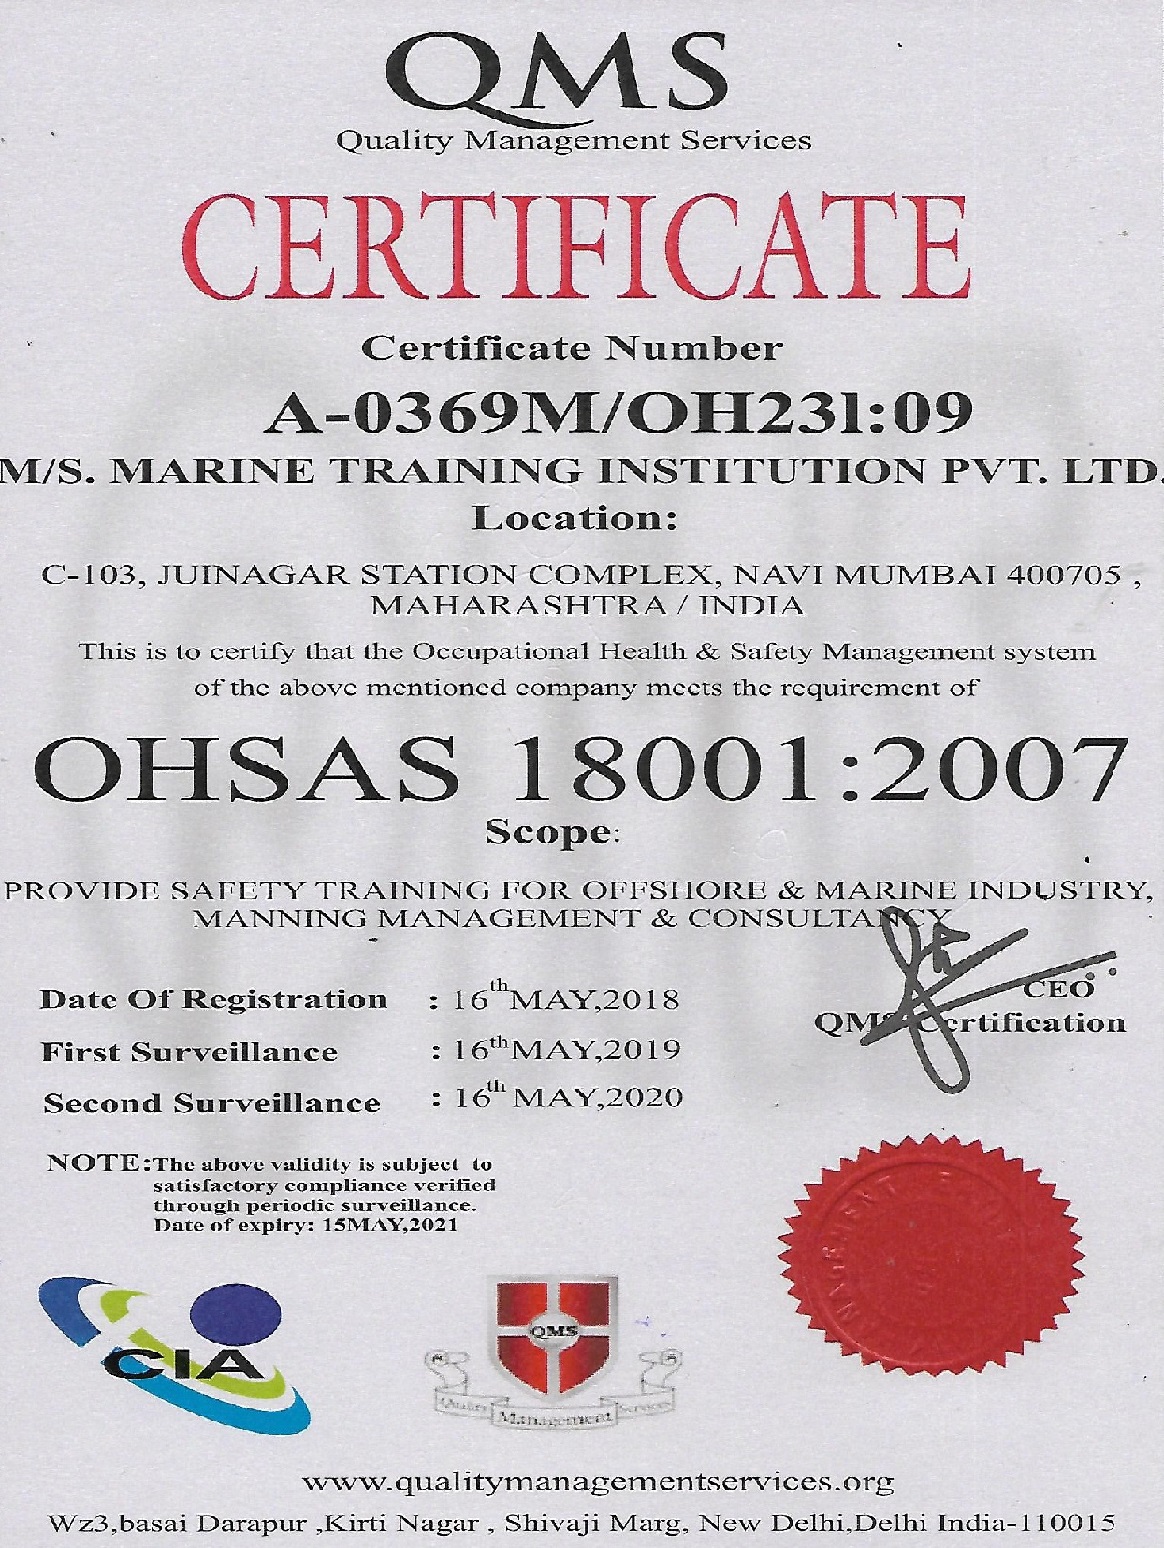 QMS
Quality Management Services
CERTIFICATE
Certificate Number
A-0369M/OH231:09
M/S. MARINE TRAINING INSTITUTION PVT. LTD.
Location:
C-103, JUINAGAR STATION COMPLEX, NAVI MUMBAI 400705 ,
MAHARASHTRA / INDIA
This is to certify that the Occupational Health & Safety Management system
of the above mentioned company meets the requirement of
OHSAS 18001:2007
Scope:
PROVIDE SAFETY TRAINING FOR OFFSHORE & MARINE INDUSTRY,
MANNING MANAGEMENT & CONSULTANCY
Date Of Registration : 16th MAY,2018
First Surveillance : 16th MAY,2019
Second Surveillance : 16th MAY,2020
CEO
QMS Certification
NOTE:The above validity is subject to
satisfactory compliance verified
through periodic surveillance.
Date of expiry: 15MAY,2021
CIA
QMS
Quality Management Services
www.qualitymanagementservices.org
Wz3,basai Darapur ,Kirti Nagar , Shivaji Marg, New Delhi,Delhi India-110015